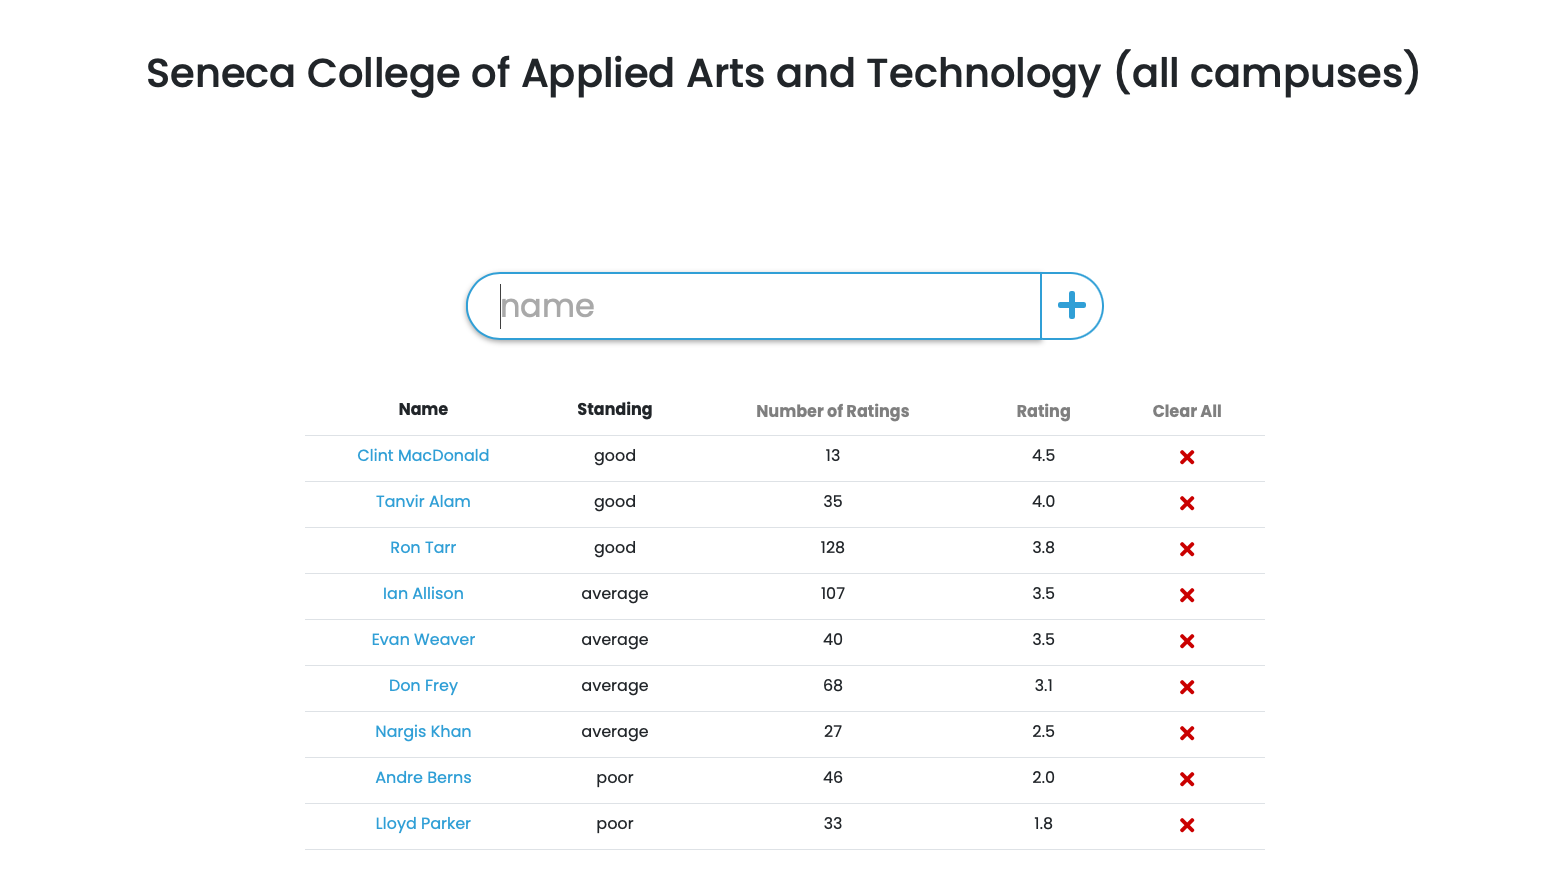 Seneca College of Applied Arts and Technology (all campuses)
name
Name Standing Number of Ratings Rating Clear All
Clint MacDonald good 13 4.5
Tanvir Alam good 35 4.0
Ron Tarr good 128 3.8
Ian Allison average 107 3.5
Evan Weaver average 40 3.5
Don Frey average 68 3.1
Nargis Khan average 27 2.5
Andre Berns poor 46 2.0
Lloyd Parker poor 33 1.8